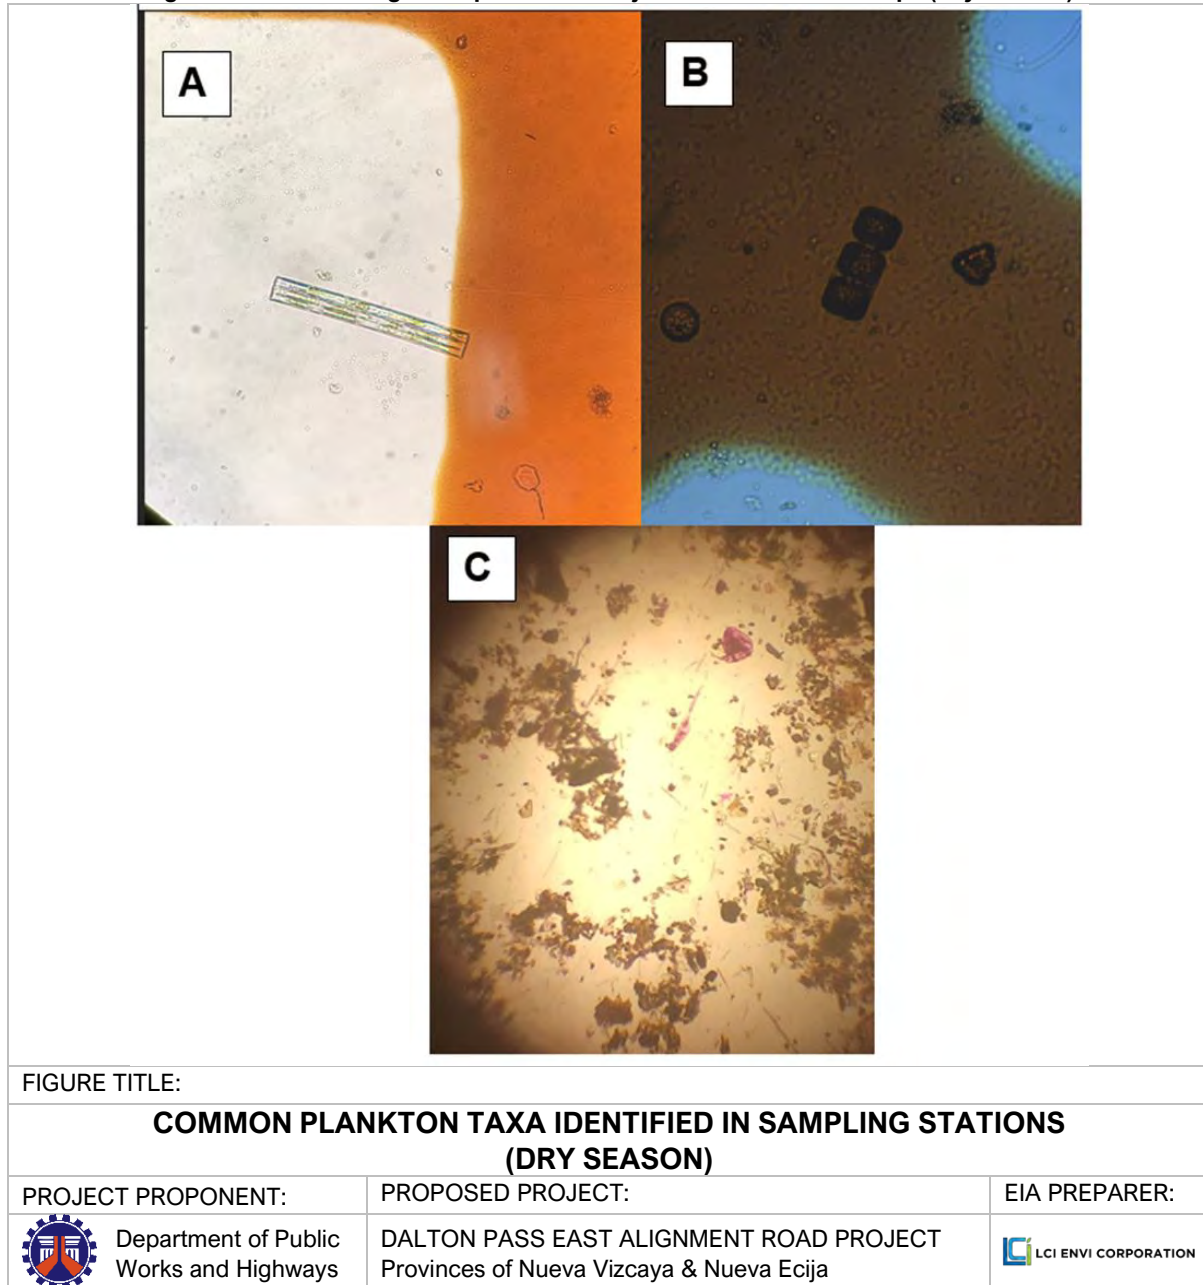 A
B
C
FIGURE TITLE:
COMMON PLANKTON TAXA IDENTIFIED IN SAMPLING STATIONS
(DRY SEASON)
PROJECT PROPONENT:
PROPOSED PROJECT:
EIA PREPARER:
Department of Public
Works and Highways
DALTON PASS EAST ALIGNMENT ROAD PROJECT
Provinces of Nueva Vizcaya & Nueva Ecija
LCI ENVI CORPORATION